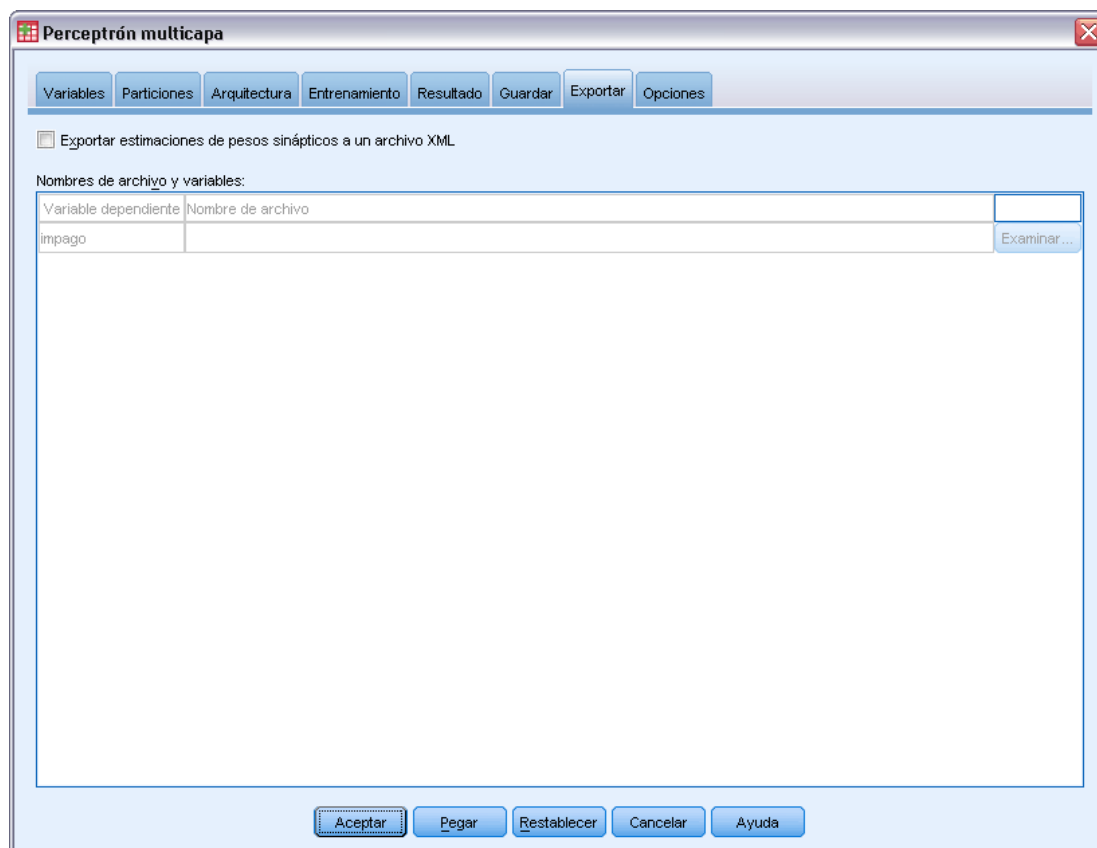 Perceptrón multicapa
Variables Particiones Arquitectura Entrenamiento Resultado Guardar Exportar Opciones
Exportar estimaciones de pesos sinápticos a un archivo XML
Nombres de archivo y variables:
Variable dependiente Nombre de archivo
impago Examinar...
Aceptar Pegar Restablecer Cancelar Ayuda